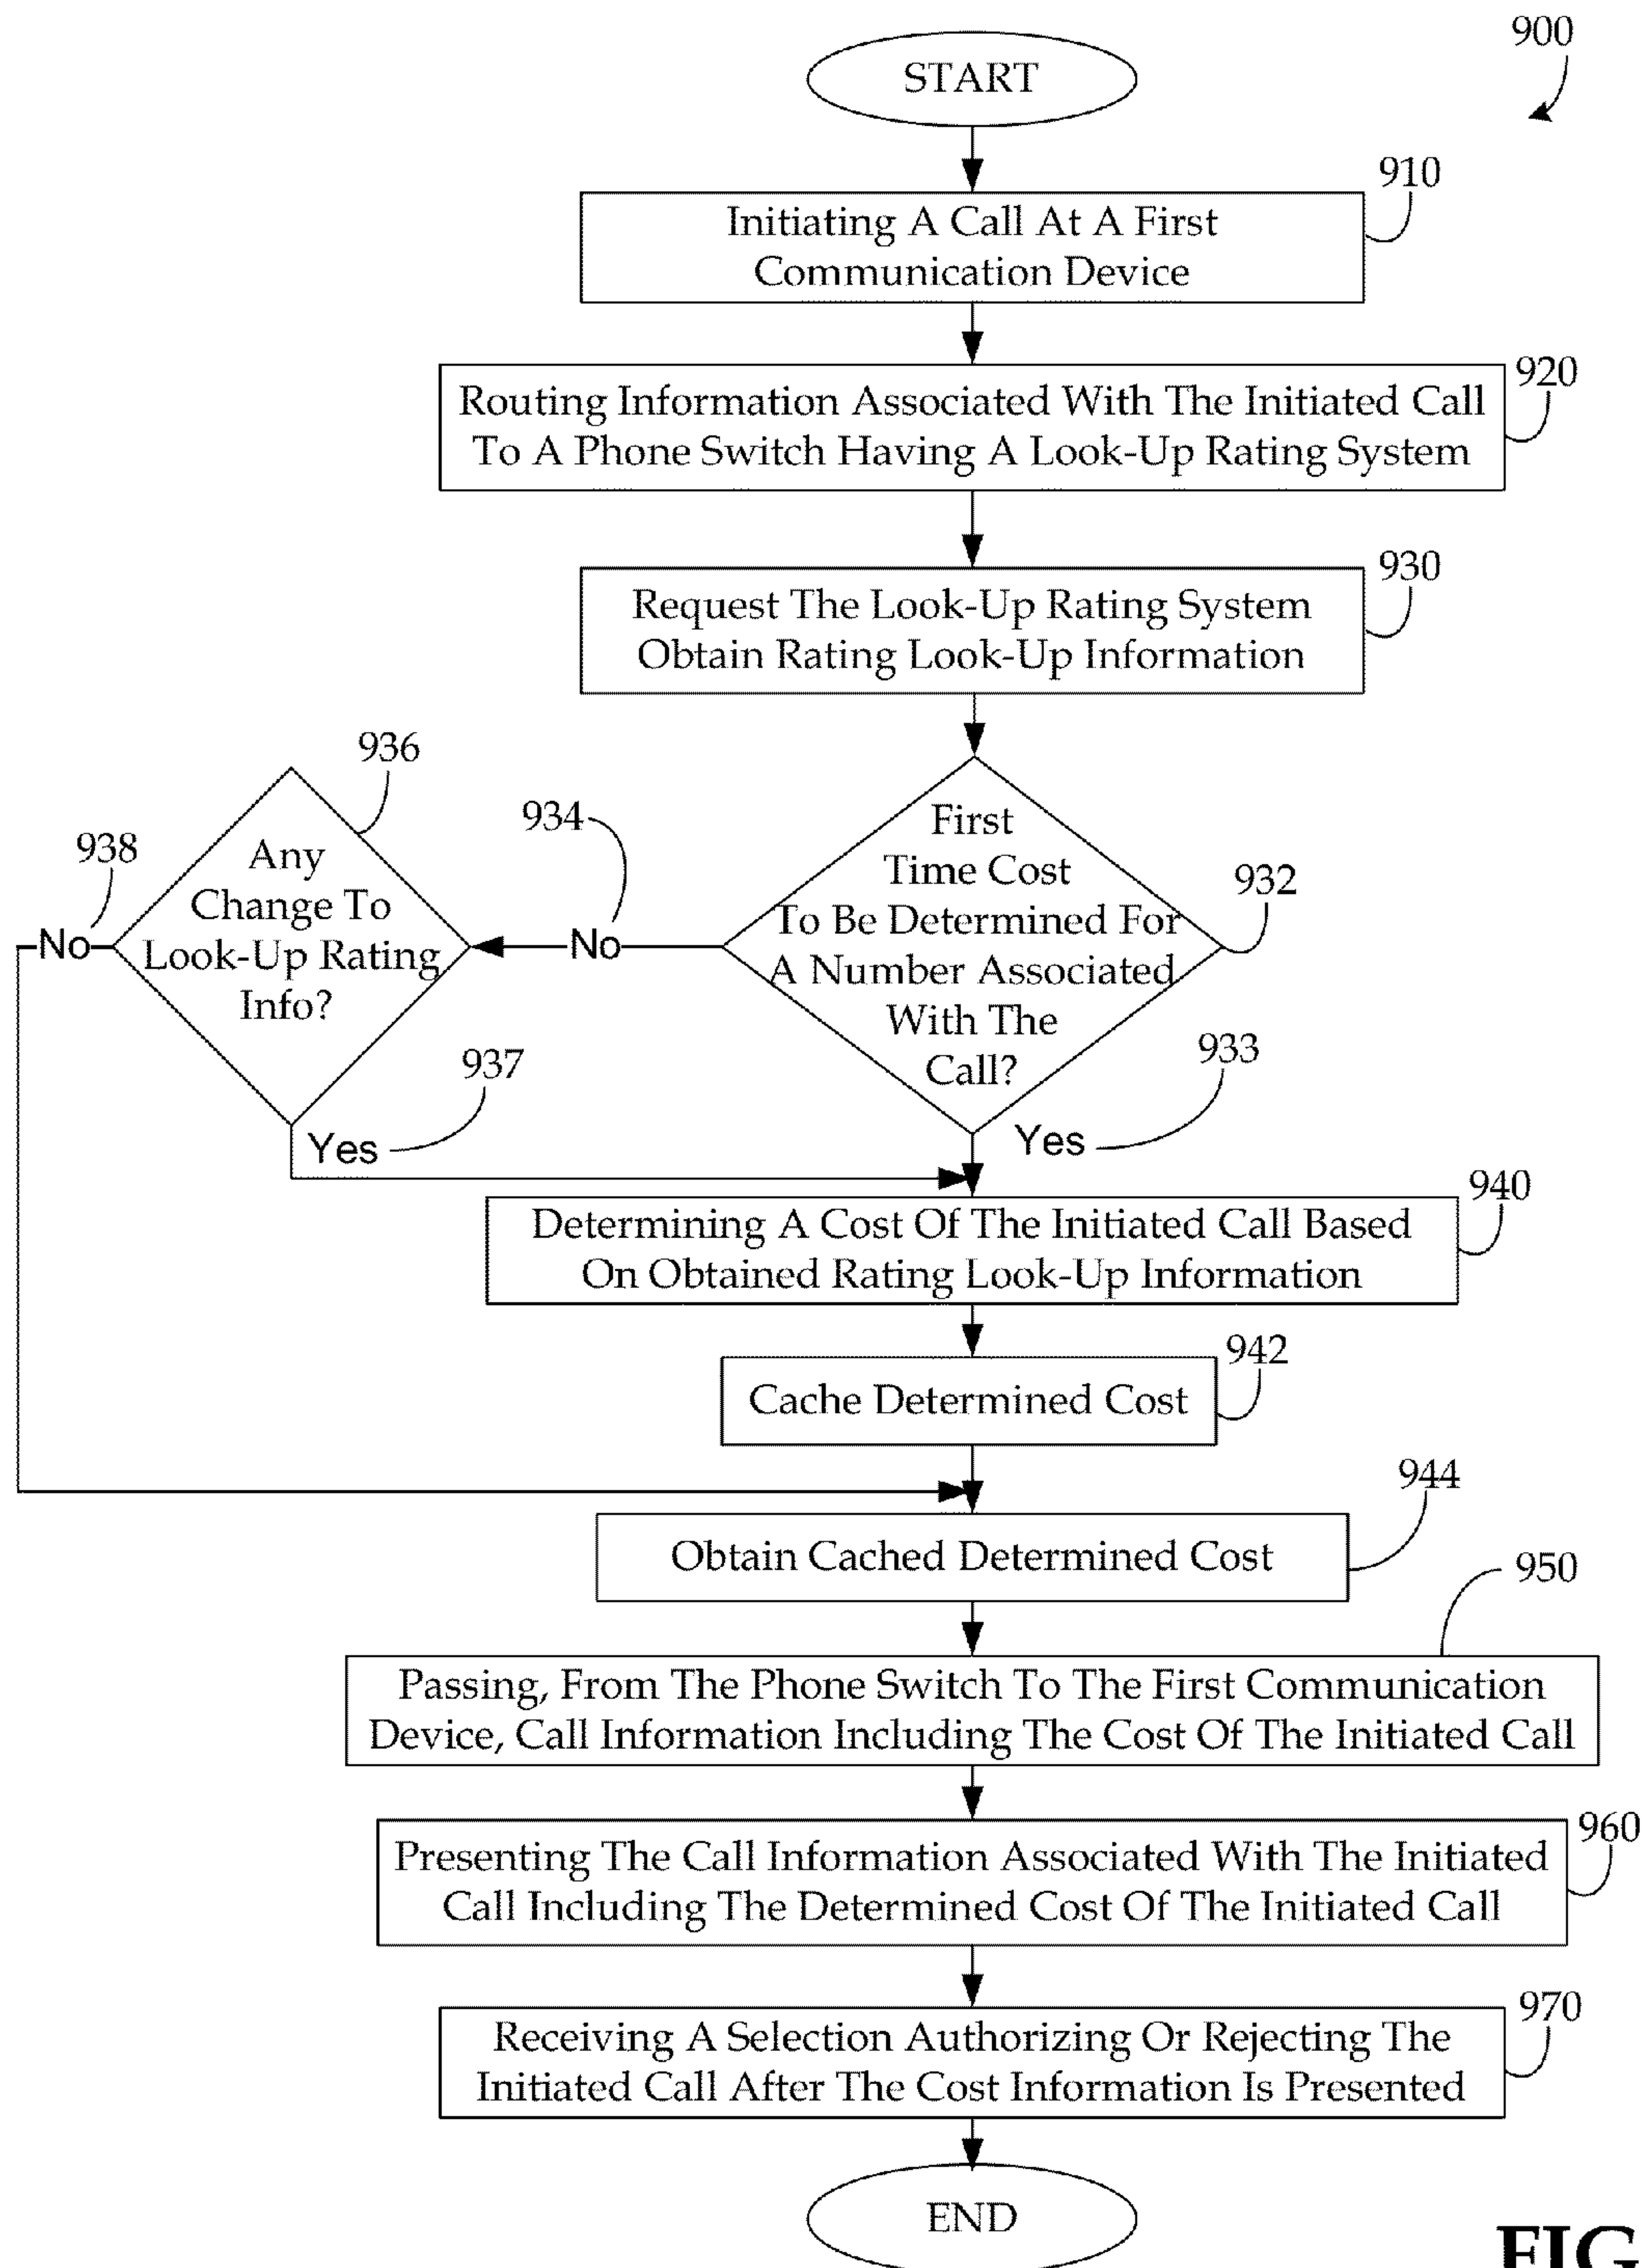 900
START
910
Initiating A Call At A First
Communication Device
920
Routing Information Associated With The Initiated Call
To A Phone Switch Having A Look-Up Rating System
930
Request The Look-Up Rating System
Obtain Rating Look-Up Information
936
938
Any
Change To
Look-Up Rating
Info?
No
934
No
First
Time Cost
To Be Determined For
A Number Associated
With The
Call?
932
937
Yes
933
Yes
940
Determining A Cost Of The Initiated Call Based
On Obtained Rating Look-Up Information
942
Cache Determined Cost
944
Obtain Cached Determined Cost
950
Passing, From The Phone Switch To The First Communication
Device, Call Information Including The Cost Of The Initiated Call
960
Presenting The Call Information Associated With The Initiated
Call Including The Determined Cost Of The Initiated Call
970
Receiving A Selection Authorizing Or Rejecting The
Initiated Call After The Cost Information Is Presented
END
FIG